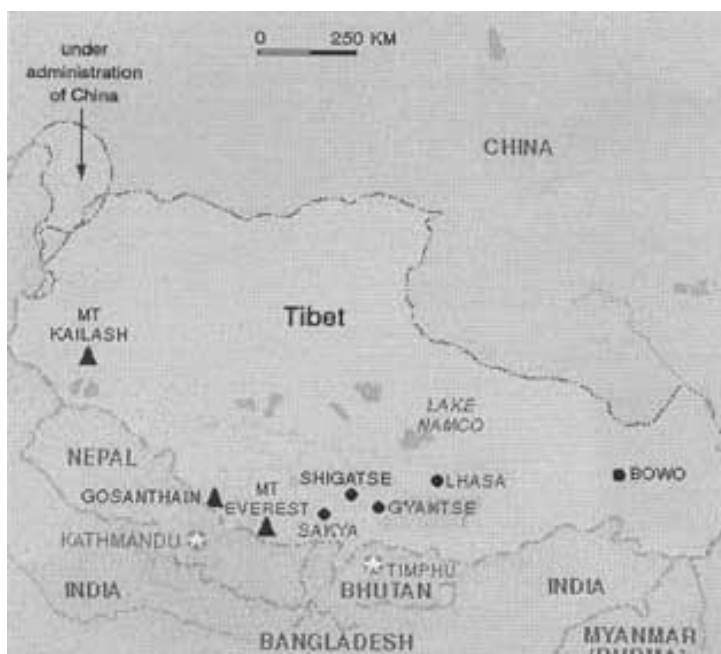 under
administration
of China
0 250 KM
CHINA
MT
KAILASH
Tibet
LAKE
NAMCO
NEPAL
GOSANTHAIN
MT
EVEREST
SHIGATSE
LHASA
BOWO
GYANTSE
SAKYA
KATHMANDU
TIMPHU
INDIA
BHUTAN
INDIA
BANGLADESH
MYANMAR
(BURMA)